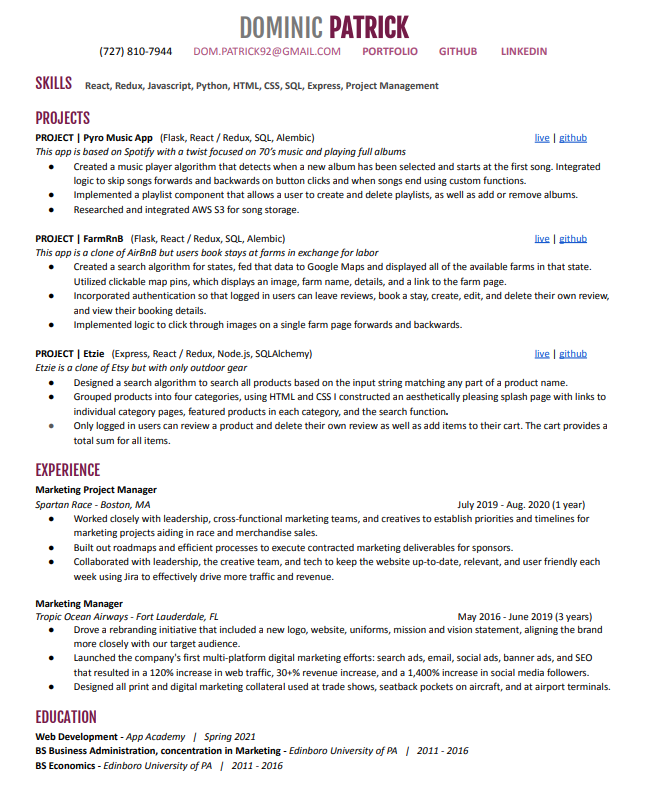 DOMINIC PATRICK
(727) 810-7944 DOM.PATRICK92@GMAIL.COM PORTFOLIO GITHUB LINKEDIN
SKILLS React, Redux, Javascript, Python, HTML, CSS, SQL, Express, Project Management
PROJECTS
PROJECT | Pyro Music App (Flask, React / Redux, SQL, Alembic) live | github
This app is based on Spotify with a twist focused on 70's music and playing full albums
● Created a music player algorithm that detects when a new album has been selected and starts at the first song. Integrated
logic to skip songs forwards and backwards on button clicks and when songs end using custom functions.
● Implemented a playlist component that allows a user to create and delete playlists, as well as add or remove albums.
● Researched and integrated AWS S3 for song storage.
PROJECT | FarmRnB (Flask, React / Redux, SQL, Alembic) live | github
This app is a clone of AirBnB but users book stays at farms in exchange for labor
● Created a search algorithm for states, fed that data to Google Maps and displayed all of the available farms in that state.
Utilized clickable map pins, which displays an image, farm name, details, and a link to the farm page.
● Incorporated authentication so that logged in users can leave reviews, book a stay, create, edit, and delete their own review,
and view their booking details.
● Implemented logic to click through images on a single farm page forwards and backwards.
PROJECT | Etzie (Express, React / Redux, Node.js, SQLAlchemy) live | github
Etzie is a clone of Etsy but with only outdoor gear
● Designed a search algorithm to search all products based on the input string matching any part of a product name.
● Grouped products into four categories, using HTML and CSS I constructed an aesthetically pleasing splash page with links to
individual category pages, featured products in each category, and the search function.
● Only logged in users can review a product and delete their own review as well as add items to their cart. The cart provides a
total sum for all items.
EXPERIENCE
Marketing Project Manager
Spartan Race - Boston, MA July 2019 - Aug. 2020 (1 year)
● Worked closely with leadership, cross-functional marketing teams, and creatives to establish priorities and timelines for
marketing projects aiding in race and merchandise sales.
● Built out roadmaps and efficient processes to execute contracted marketing deliverables for sponsors.
● Collaborated with leadership, the creative team, and tech to keep the website up-to-date, relevant, and user friendly each
week using Jira to effectively drive more traffic and revenue.
Marketing Manager
Tropic Ocean Airways - Fort Lauderdale, FL May 2016 - June 2019 (3 years)
● Drove a rebranding initiative that included a new logo, website, uniforms, mission and vision statement, aligning the brand
more closely with our target audience.
● Launched the company's first multi-platform digital marketing efforts: search ads, email, social ads, banner ads, and SEO
that resulted in a 120% increase in web traffic, 30+% revenue increase, and a 1,400% increase in social media followers.
● Designed all print and digital marketing collateral used at trade shows, seatback pockets on aircraft, and at airport terminals.
EDUCATION
Web Development - App Academy | Spring 2021
BS Business Administration, concentration in Marketing - Edinboro University of PA | 2011 - 2016
BS Economics - Edinboro University of PA | 2011 - 2016